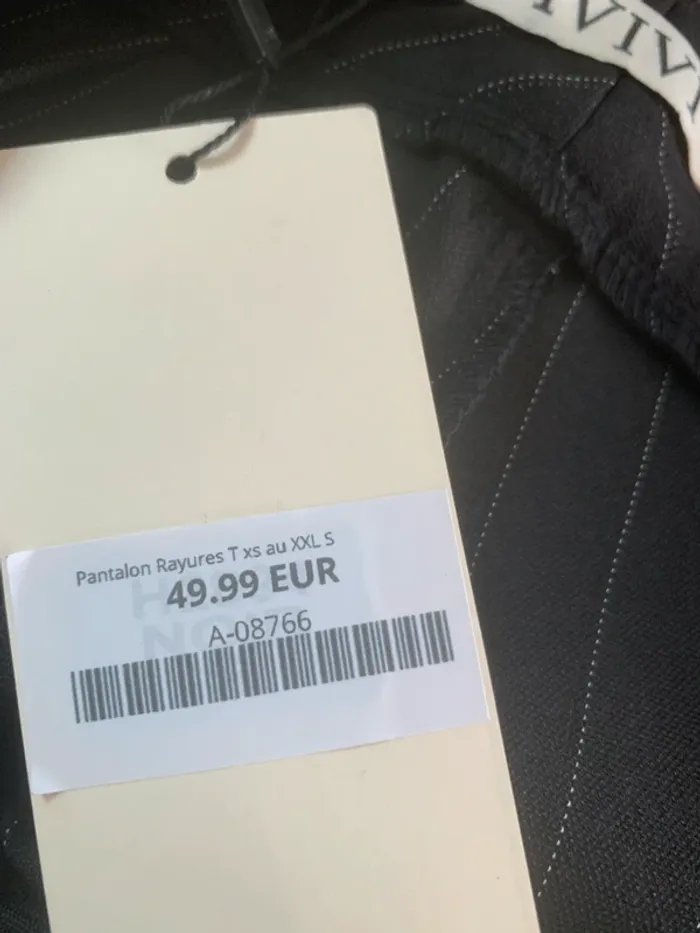 Pantalon Rayures T xs au XXL S
49.99 EUR
A-08766